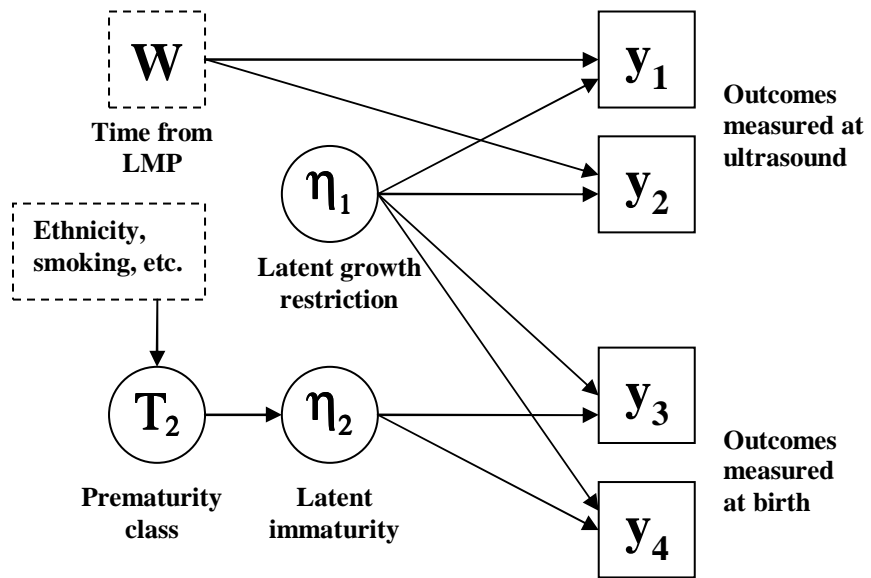 W
Time from
LMP
y1
y2
Outcomes
measured at
ultrasound
η1
Latent growth
restriction
Ethnicity,
smoking, etc.
T2
Prematurity
class
η2
Latent
immaturity
y3
y4
Outcomes
measured
at birth